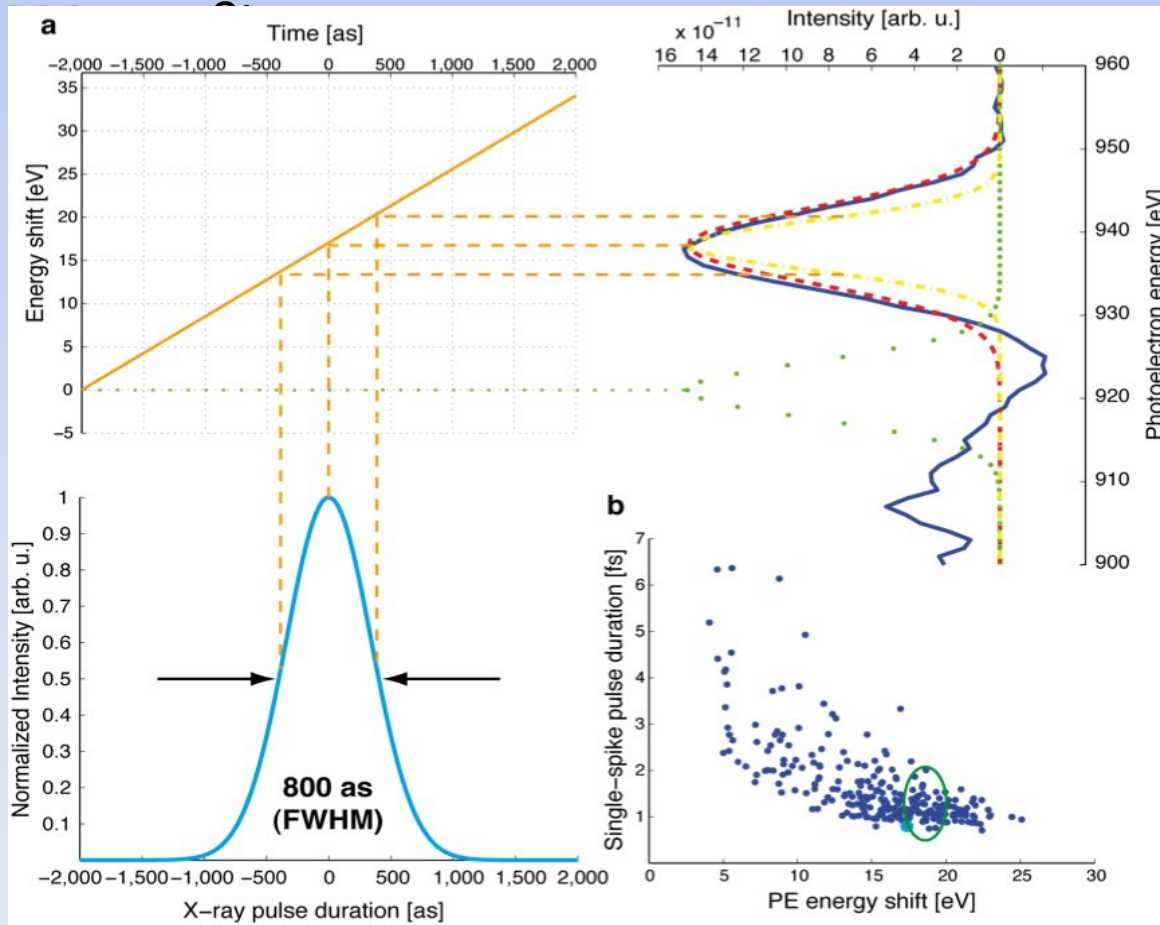 a
Time [as]
−2,000 −1,500 −1,000 −500 0 500 1,000 1,500 2,000
35
30
25
20
15
10
5
0
−5
Energy shift [eV]
Intensity [arb. u.]
x 10−11
16 14 12 10 8 6 4 2 0
960
950
940
930
920
910
900
Photoelectron energy [eV]
1
0.9
0.8
0.7
0.6
0.5
0.4
0.3
0.2
0.1
Normalized Intensity [arb. u.]
800 as
(FWHM)
−2,000 −1,500 −1,000 −500 0 500 1,000 1,500 2,000
X−ray pulse duration [as]
b
7
6
5
4
3
2
1
Single−spike pulse duration [fs]
0 5 10 15 20 25 30
PE energy shift [eV]